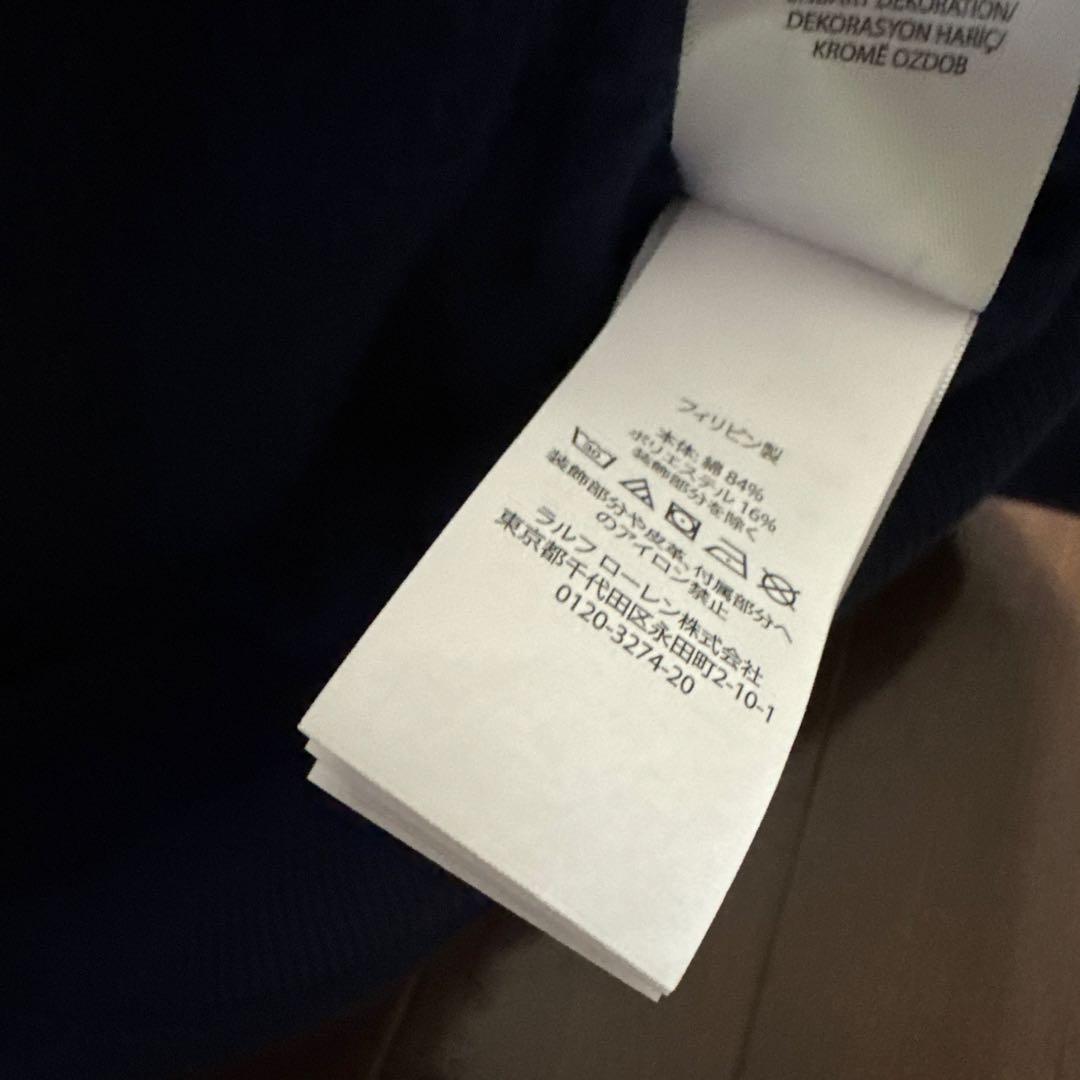 DEKORATION/
DEKORASYON HARİÇ/
KROMĚ OZDOB
フィリピン製
本体: 綿 84%
ポリエステル 16%
装飾部分を除く
30
装飾部分や皮革、付属部分へ
のアイロン禁止
ラルフ ローレン株式会社
東京都千代田区永田町2-10-1
0120-3274-20